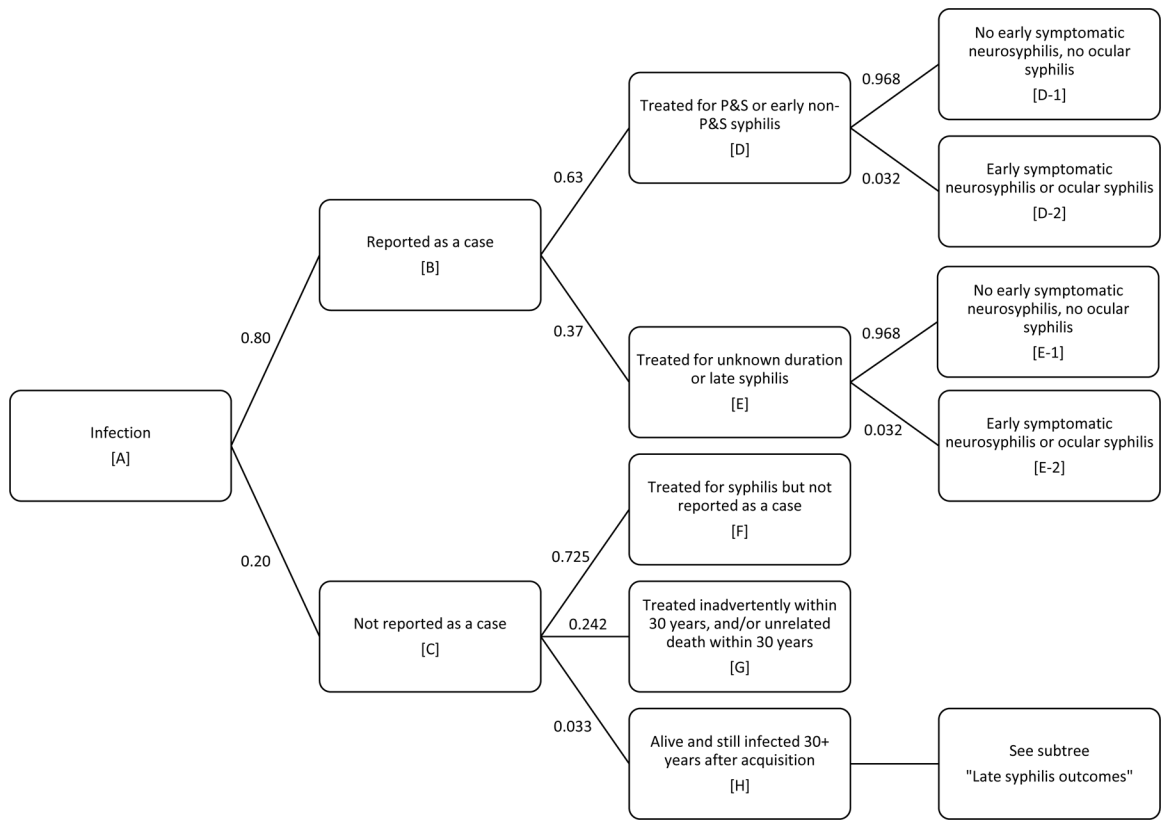 Infection
[A]
0.80
0.20
Reported as a case
[B]
0.63
0.37
Not reported as a case
[C]
0.725
0.242
0.033
Treated for P&S or early non-
P&S syphilis
[D]
0.968
0.032
Treated for unknown duration
or late syphilis
[E]
0.968
0.032
Treated for syphilis but not
reported as a case
[F]
Treated inadvertently within
30 years, and/or unrelated
death within 30 years
[G]
Alive and still infected 30+
years after acquisition
[H]
No early symptomatic
neurosyphilis, no ocular
syphilis
[D-1]
Early symptomatic
neurosyphilis or ocular syphilis
[D-2]
No early symptomatic
neurosyphilis, no ocular
syphilis
[E-1]
Early symptomatic
neurosyphilis or ocular syphilis
[E-2]
See subtree
"Late syphilis outcomes"